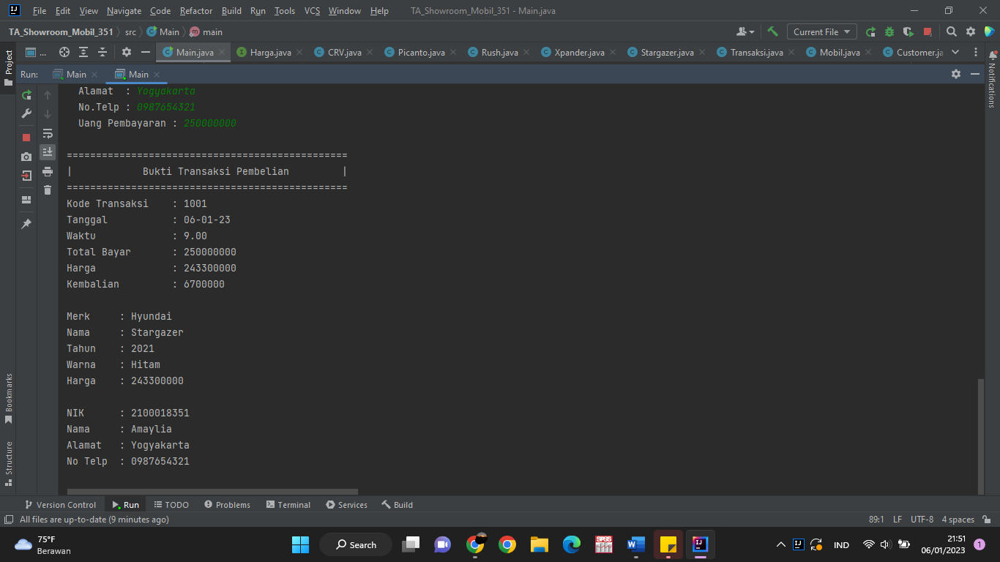 File Edit View Navigate Code Refactor Build Run Tools VCS Window Help TA_Showroom_Mobil_351 - Main.java
TA_Showroom_Mobil_351 src Main main Current File
Project ... Main.java Harga.java CRV.java Picanto.java Rush.java Xpander.java Stargazer.java Transaksi.java Mobil.java Customer.ja
Notifications
Run: Main Main
Alamat : Yogyakarta
No.Telp : 0987654321
Uang Pembayaran : 250000000
================================================
| Bukti Transaksi Pembelian |
================================================
Kode Transaksi : 1001
Tanggal : 06-01-23
Waktu : 9.00
Total Bayar : 250000000
Harga : 243300000
Kembalian : 6700000
Merk : Hyundai
Nama : Stargazer
Tahun : 2021
Warna : Hitam
Harga : 243300000
NIK : 2100018351
Nama : Amaylia
Alamat : Yogyakarta
No Telp : 0987654321
Bookmarks
Structure
Version Control Run TODO Problems Terminal Services Build
All files are up-to-date (9 minutes ago) 89:1 LF UTF-8 4 spaces
75°F
Berawan
Search
SPSS
IND
21:51
06/01/2023
1